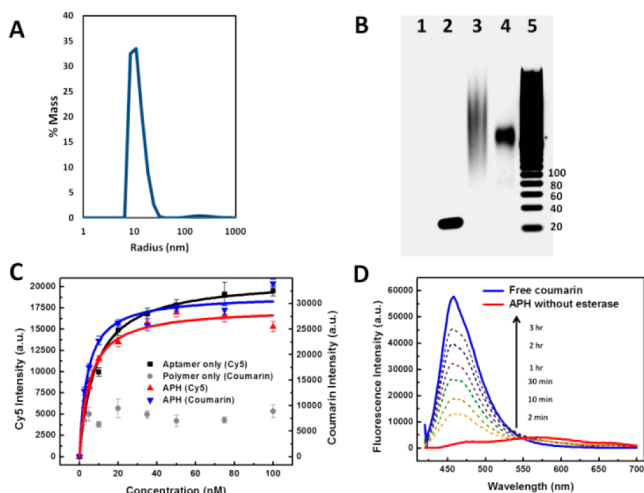 A
% Mass
40
35
30
25
20
15
10
5
0
1 10 100 1000
Radius (nm)
B
1 2 3 4 5
100
80
60
40
20
C
Cy5 Intensity (a.u.)
20000
17500
15000
12500
10000
7500
5000
2500
0
Aptamer only (Cy5)
Polymer only (Coumarin)
APH (Cy5)
APH (Coumarin)
30000
25000
20000
15000
10000
5000
0
Coumarin Intensity (a.u.)
0 20 40 60 80 100
Concentration (nM)
D
Fluorescence Intensity (a.u.)
70000
60000
50000
40000
30000
20000
10000
0
Free coumarin
APH without esterase
3 hr
2 hr
1 hr
30 min
10 min
2 min
450 500 550 600 650 700
Wavelength (nm)